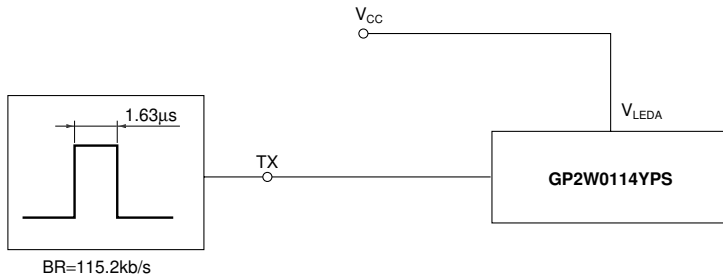 V_CC
1.63μs
V_LEDA
TX
GP2W0114YPS
BR=115.2kb/s